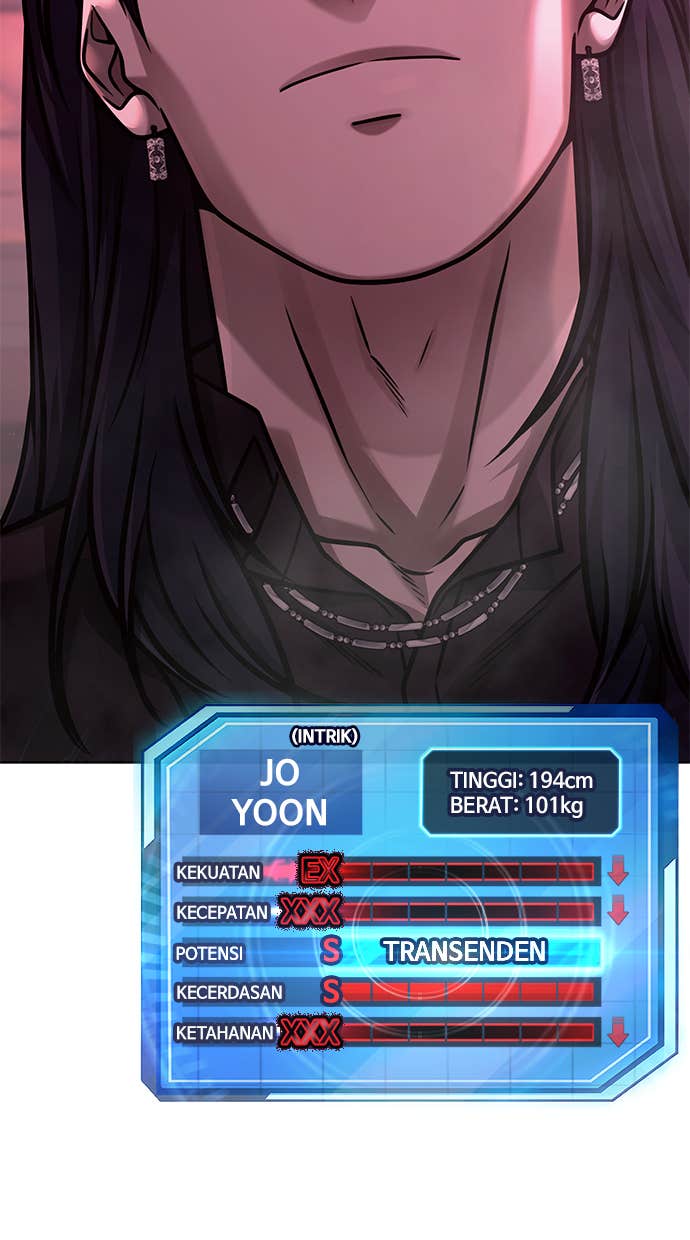 (INTRIK)
JO
YOON
TINGGI: 194cm
BERAT: 101kg
KEKUATAN EX
KECEPATAN XXX
POTENSI S TRANSENDEN
KECERDASAN S
KETAHANAN XXX